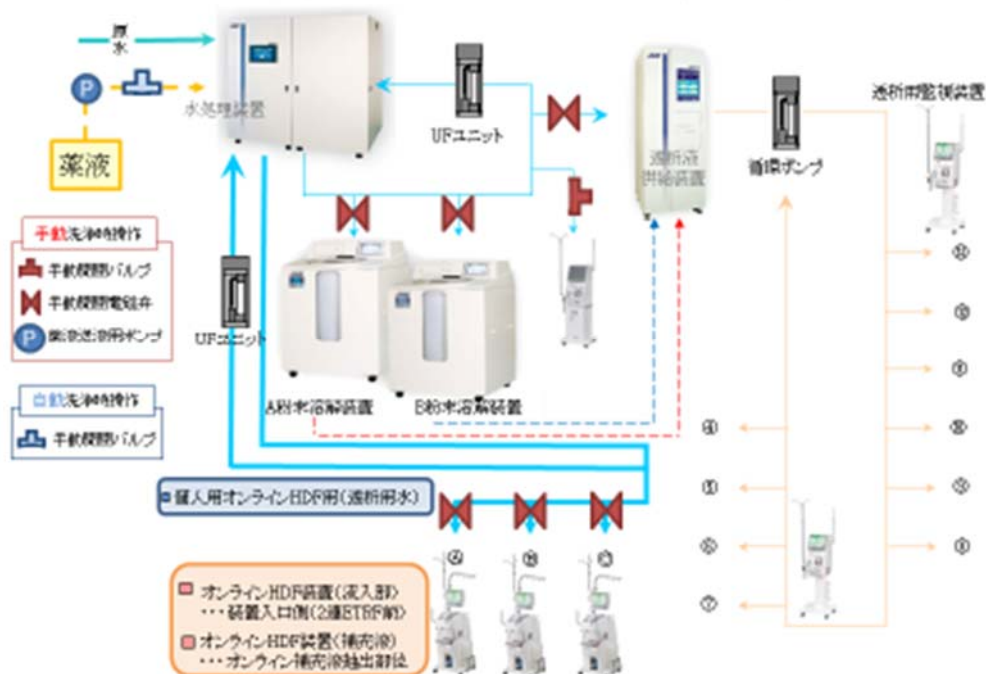 原水
水処理装置
薬液
P
UFユニット
透析液
供給装置
循環ポンプ
透析用監視装置
手動洗浄時操作
手動開閉バルブ
手動開閉電磁弁
P 薬液送液用ポンプ
自動洗浄時操作
手動開閉バルブ
UFユニット
A粉末溶解装置
B粉末溶解装置
個人用オンラインHDF用(透析用水)
オンラインHDF装置(流入部)
・・・装置入口側(2連ETRF前)
オンラインHDF装置(補充液)
・・・オンライン補充液抽出部位